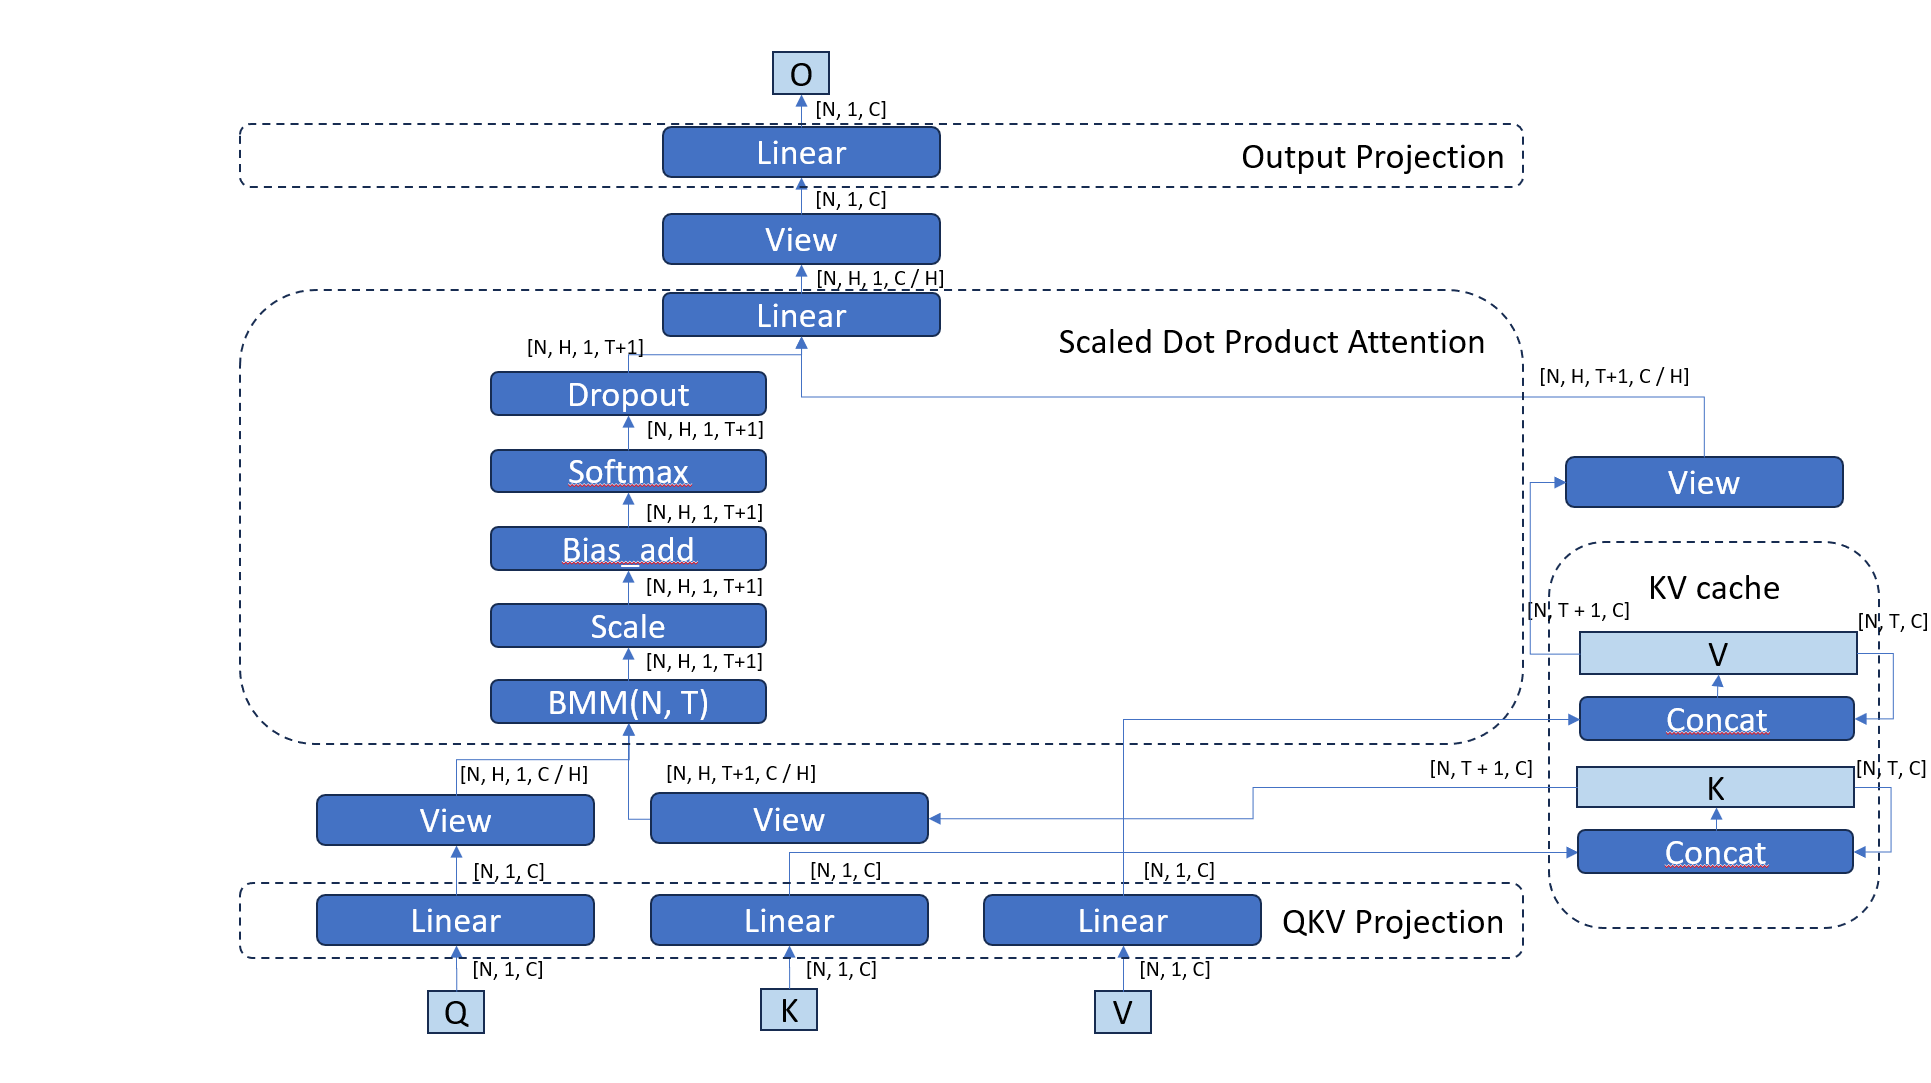 O
[N, 1, C]
Linear
Output Projection
[N, 1, C]
View
[N, H, 1, C / H]
Linear
Scaled Dot Product Attention
[N, H, 1, T+1]
[N, H, T+1, C / H]
Dropout
[N, H, 1, T+1]
Softmax
View
[N, H, 1, T+1]
Bias_add
[N, H, 1, T+1]
KV cache
[N, T + 1, C]
[N, T, C]
Scale
V
[N, H, 1, T+1]
BMM(N, T)
Concat
[N, H, 1, C / H]
[N, H, T+1, C / H]
[N, T + 1, C]
[N, T, C]
K
View
View
Concat
[N, 1, C]
[N, 1, C]
[N, 1, C]
Linear
Linear
Linear
QKV Projection
[N, 1, C]
[N, 1, C]
[N, 1, C]
Q
K
V